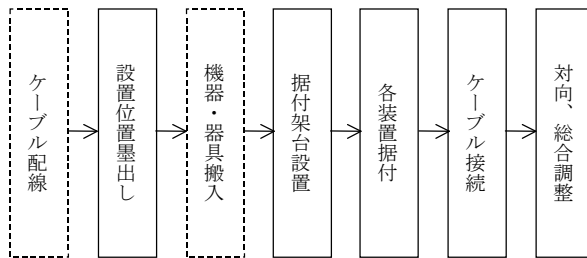 ケーブル配線
設置位置墨出し
機器・器具搬入
据付架台設置
各装置据付
ケーブル接続
対向、総合調整